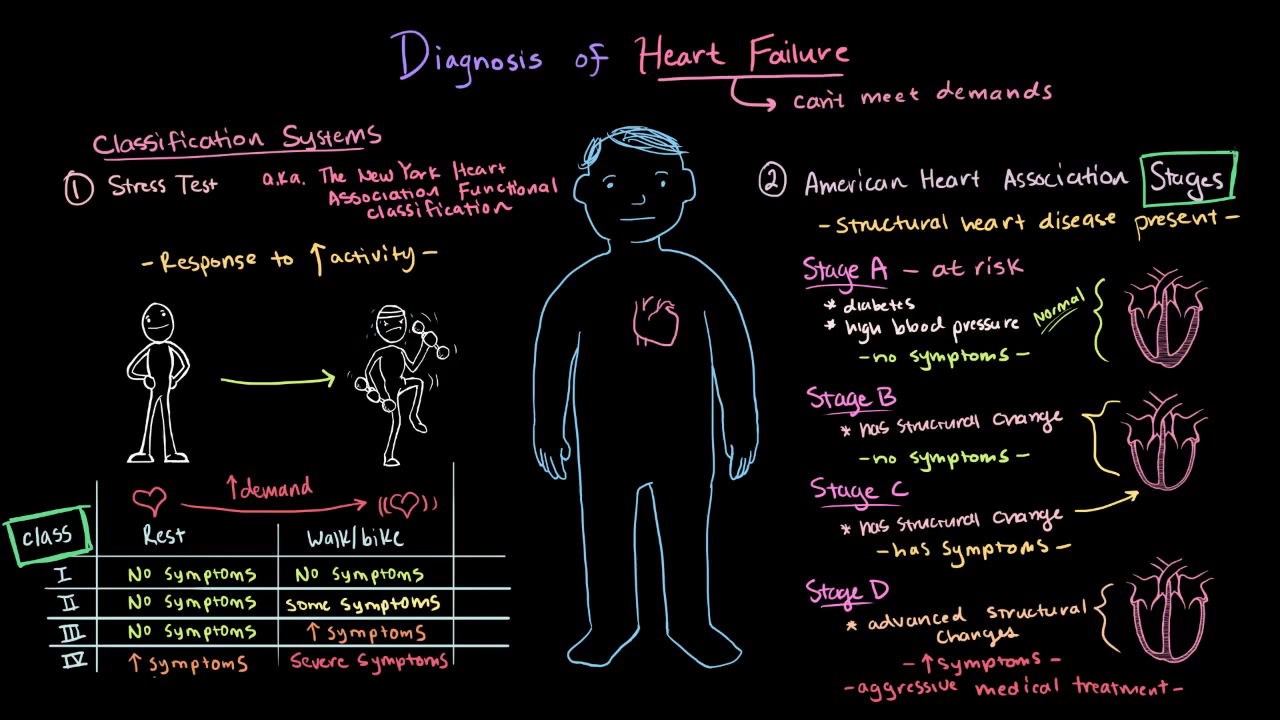 Diagnosis of Heart Failure
can't meet demands
Classification Systems
1 Stress Test
a.k.a. The New York Heart
Association Functional
classification
- Response to ↑ activity -
↑ demand
class
Rest
Walk/bike
I No symptoms No symptoms
II No symptoms some symptoms
III No symptoms ↑ symptoms
IV ↑ symptoms Severe symptoms
2 American Heart Association Stages
- Structural heart disease present -
Stage A - at risk
* diabetes
* high blood pressure
Normal
- no symptoms -
Stage B
* has structural change
- no symptoms -
Stage C
* has structural change
- has symptoms -
Stage D
* advanced structural
changes
- ↑ symptoms -
- aggressive medical treatment -